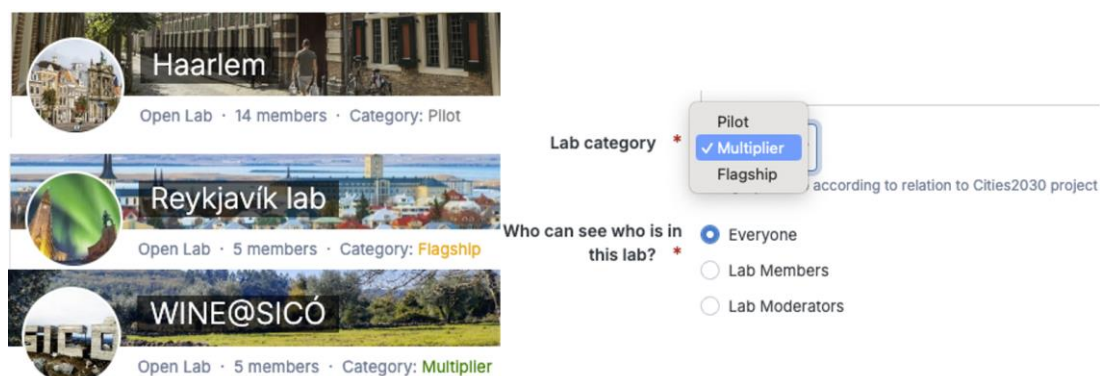 Haarlem
Open Lab · 14 members · Category: Pilot
Reykjavík lab
Open Lab · 5 members · Category: Flagship
WINE@SICÓ
SICÓ
Open Lab · 5 members · Category: Multiplier
Pilot
Lab category * ✓ Multiplier
Flagship
according to relation to Cities2030 project
Who can see who is in
this lab? *
Everyone
Lab Members
Lab Moderators